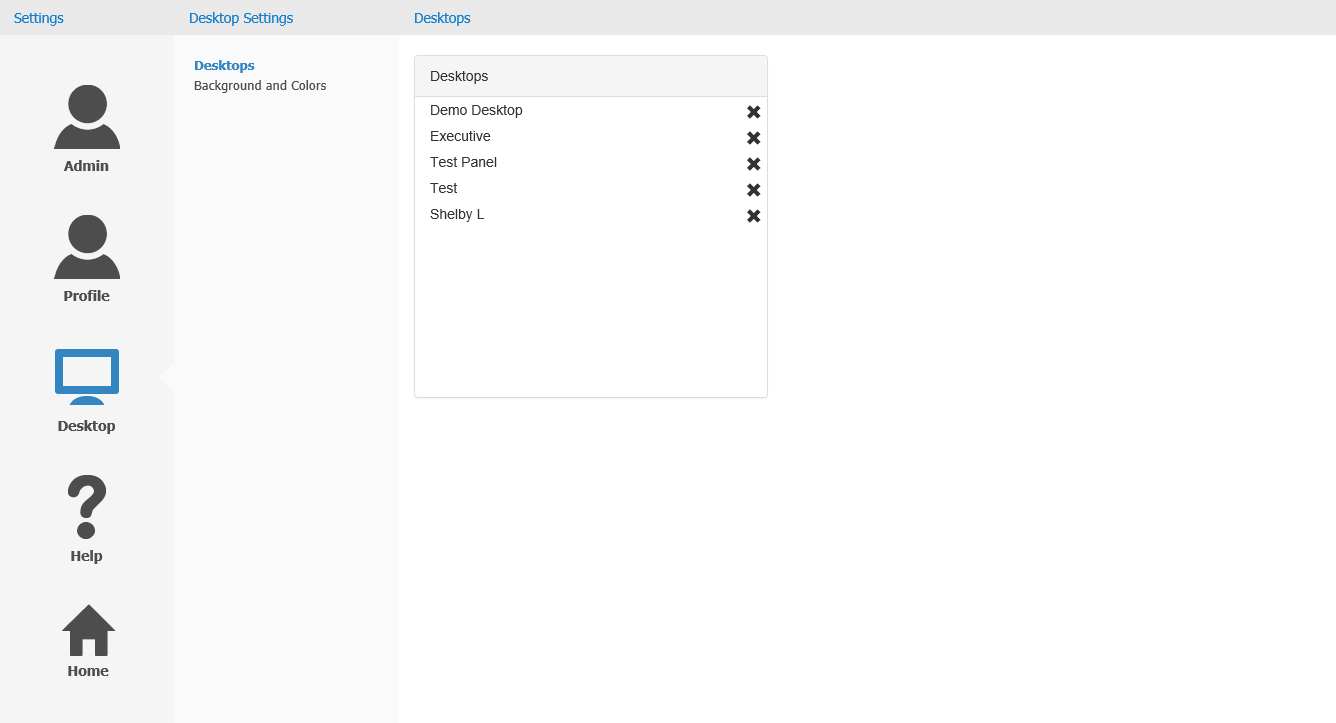 Settings
Desktop Settings
Desktops
Admin
Profile
Desktop
Help
Home
Desktops
Background and Colors
Desktops
Demo Desktop
Executive
Test Panel
Test
Shelby L